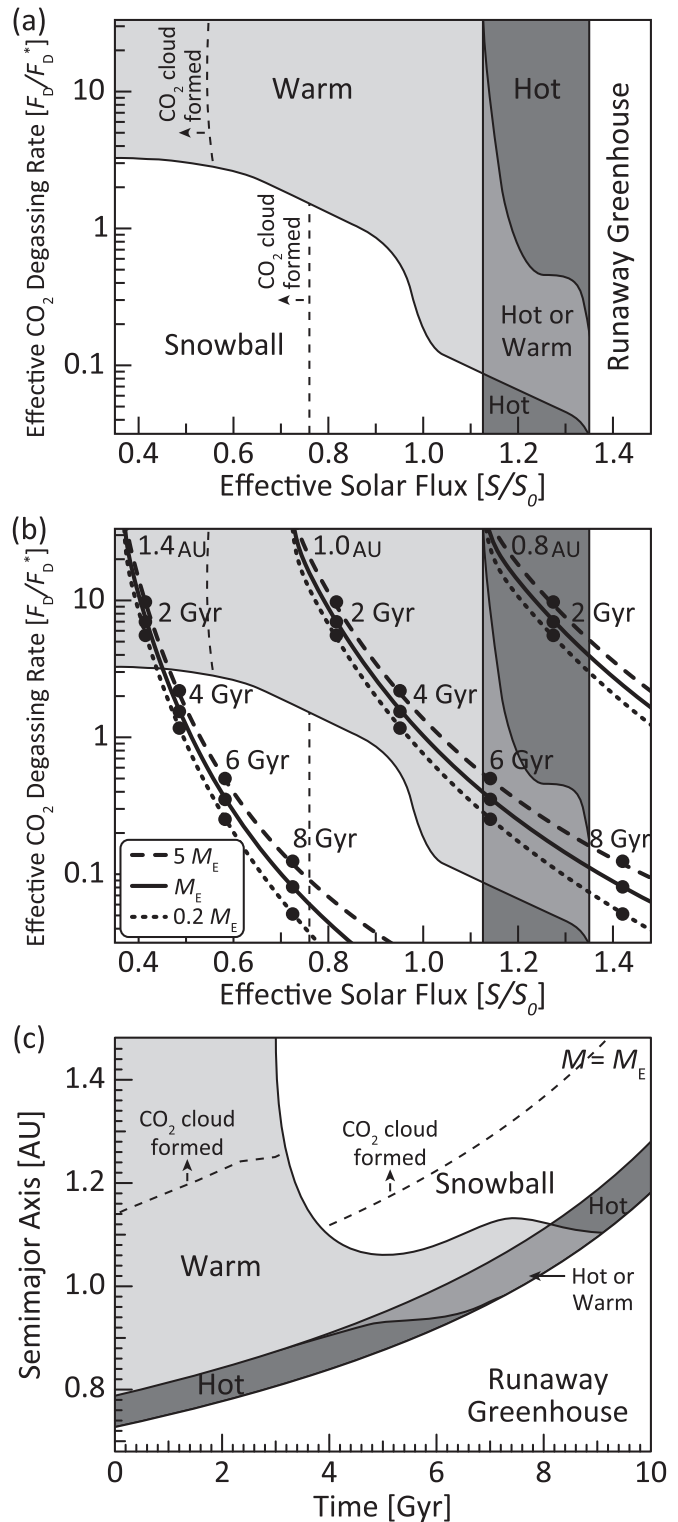 (a)
Effective CO2 Degassing Rate [FD/FD*]
10
1
0.1
CO2 cloud
formed
Warm
Hot
Runaway Greenhouse
CO2 cloud
formed
Snowball
Hot or
Warm
Hot
0.4 0.6 0.8 1.0 1.2 1.4
Effective Solar Flux [S/S0]
(b)
Effective CO2 Degassing Rate [FD/FD*]
10
1
0.1
1.4 AU 1.0 AU 0.8 AU
2 Gyr 2 Gyr 2 Gyr
4 Gyr 4 Gyr
6 Gyr 6 Gyr
8 Gyr 8 Gyr
5 ME
ME
0.2 ME
0.4 0.6 0.8 1.0 1.2 1.4
Effective Solar Flux [S/S0]
(c)
Semimajor Axis [AU]
1.4
1.2
1.0
0.8
M = ME
CO2 cloud
formed
CO2 cloud
formed
Snowball
Hot
Warm
Hot or
Warm
Hot
Runaway
Greenhouse
0 2 4 6 8 10
Time [Gyr]